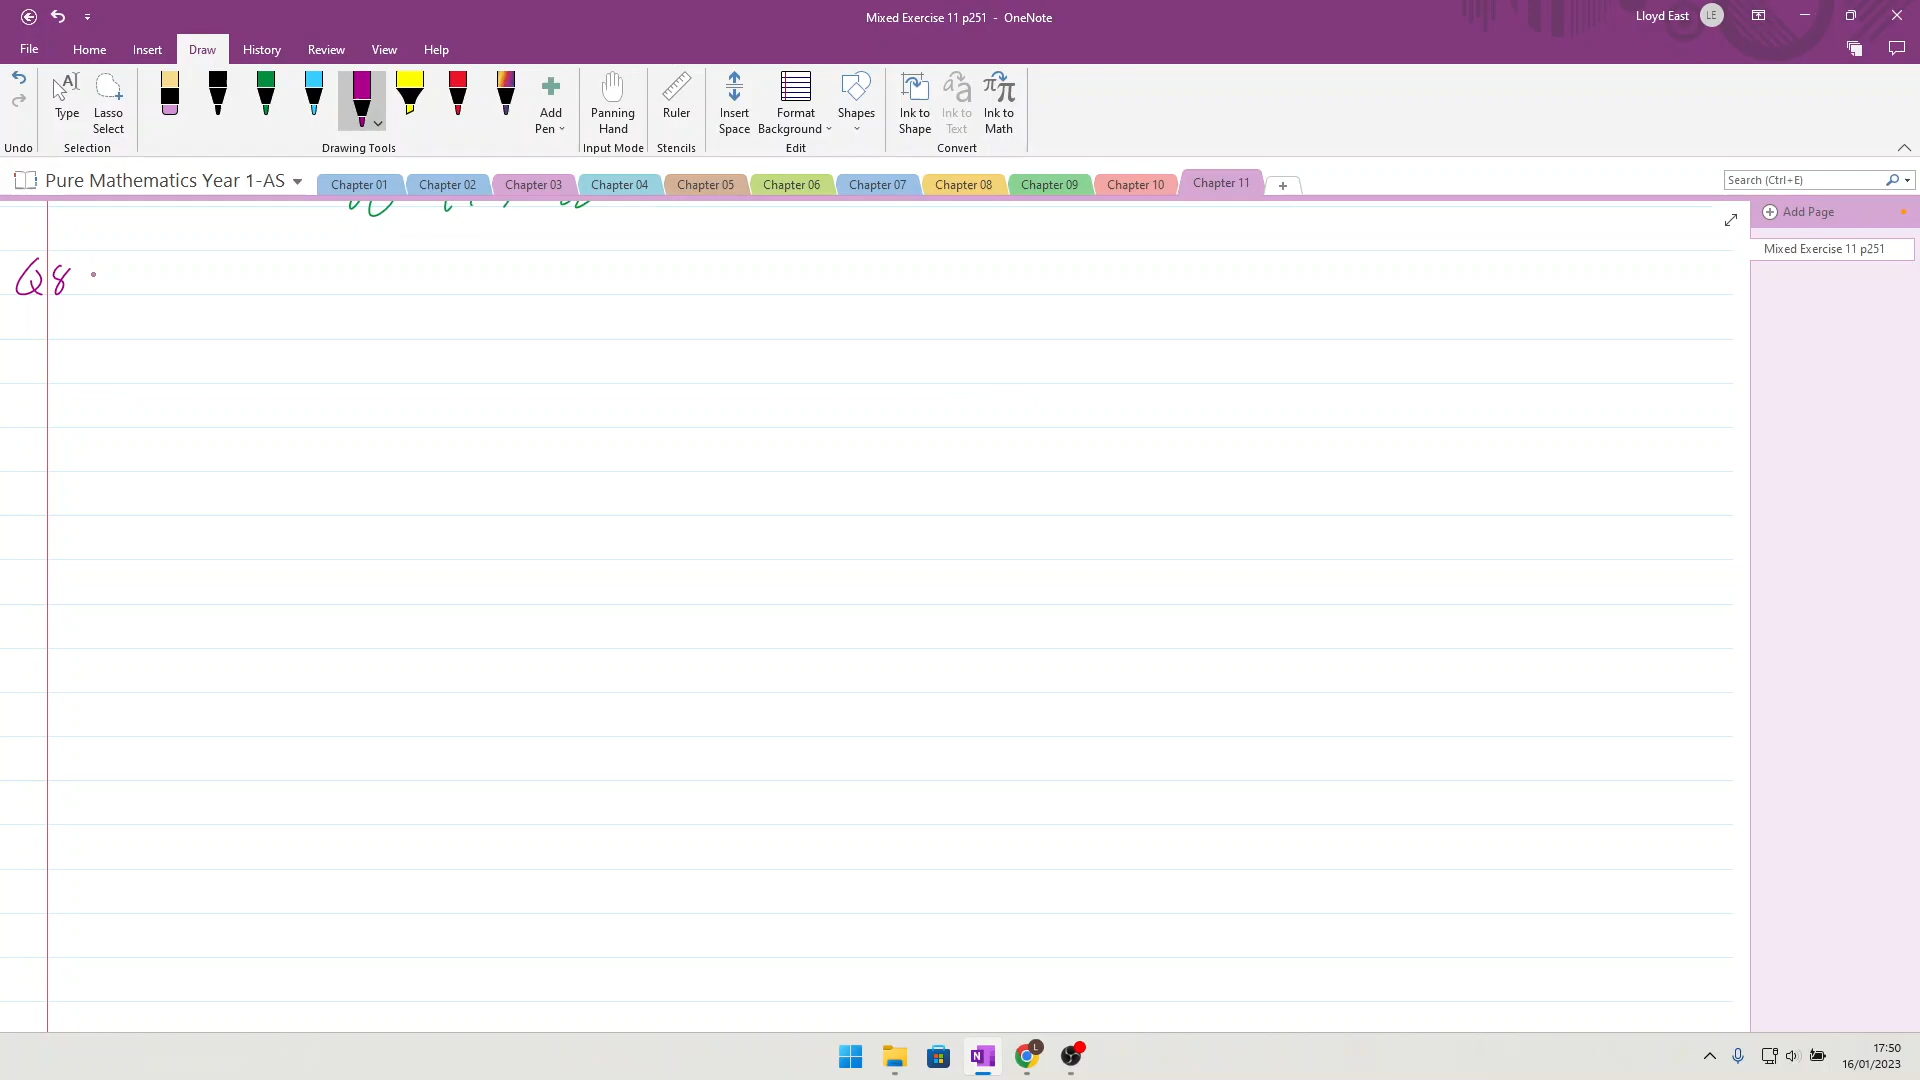 Mixed Exercise 11 p251 - OneNote
Lloyd East
LE
File Home Insert Draw History Review View Help
Type
Lasso Select
Add Pen
Panning Hand
Ruler
Insert Space
Format Background
Shapes
Ink to Shape
Ink to Text
Ink to Math
Undo
Selection
Drawing Tools
Input Mode
Stencils
Edit
Convert
Pure Mathematics Year 1-AS
Chapter 01 Chapter 02 Chapter 03 Chapter 04 Chapter 05 Chapter 06 Chapter 07 Chapter 08 Chapter 09 Chapter 10 Chapter 11
Search (Ctrl+E)
Add Page
Mixed Exercise 11 p251
Q8
17:50
16/01/2023